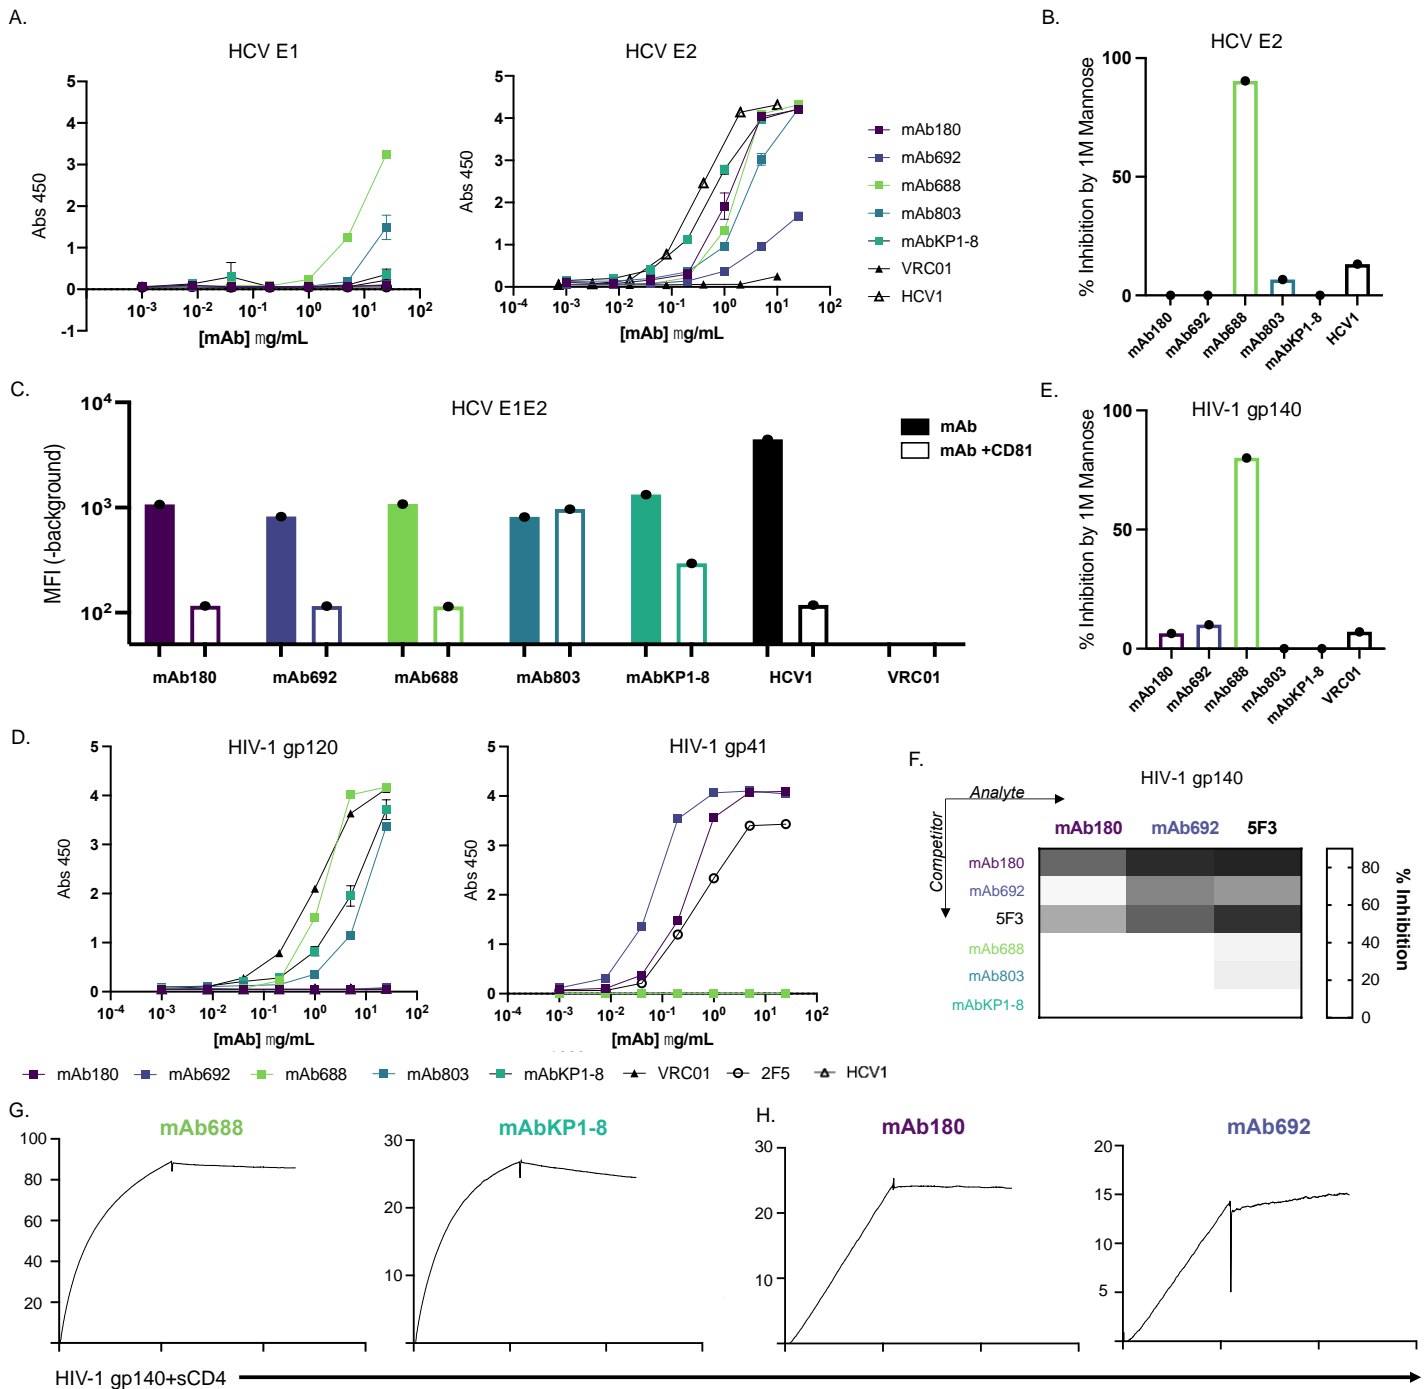 A.
HCV E1
5
4
3
2
1
0
-1
Abs 450
10-3
10-2
10-1
100
101
102
[mAb] mg/mL
HCV E2
5
4
3
2
1
0
Abs 450
10-4
10-3
10-2
10-1
100
101
102
[mAb] mg/mL
mAb180
mAb692
mAb688
mAb803
mAbKP1-8
VRC01
HCV1
B.
HCV E2
100
50
0
% Inhibition by 1M Mannose
mAb180
mAb692
mAb688
mAb803
mAbKP1-8
HCV1
C.
HCV E1E2
104
103
102
MFI (-background)
mAb
mAb +CD81
mAb180
mAb692
mAb688
mAb803
mAbKP1-8
HCV1
VRC01
E.
HIV-1 gp140
100
50
0
% Inhibition by 1M Mannose
mAb180
mAb692
mAb688
mAb803
mAbKP1-8
VRC01
D.
HIV-1 gp120
5
4
3
2
1
0
Abs 450
10-4
10-3
10-2
10-1
100
101
102
[mAb] mg/mL
HIV-1 gp41
5
4
3
2
1
0
Abs 450
10-4
10-3
10-2
10-1
100
101
102
[mAb] mg/mL
mAb180 mAb692 mAb688 mAb803 mAbKP1-8 VRC01 2F5 HCV1
F.
HIV-1 gp140
Analyte
Competitor
mAb180 mAb692 5F3
mAb180
mAb692
5F3
mAb688
mAb803
mAbKP1-8
80
60
40
20
0
% Inhibition
G.
mAb688
100
80
60
40
20
mAbKP1-8
30
20
10
H.
mAb180
30
20
10
mAb692
20
15
10
5
HIV-1 gp140+sCD4